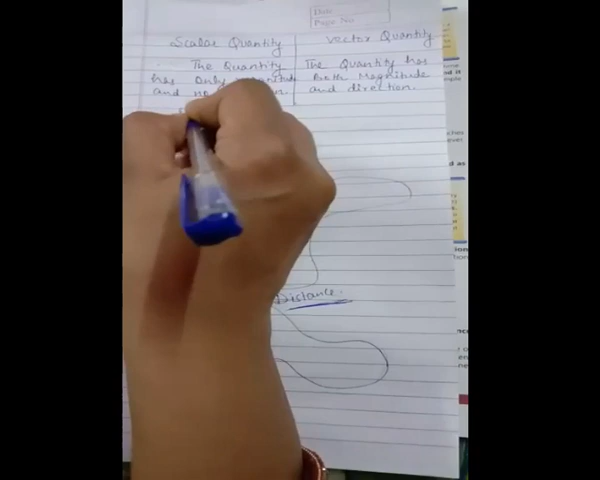 Date
Page No
Scalar Quantity
Vector Quantity
The Quantity
has only
and
The Quantity has
Both Magnitude
and direction.
Distance.